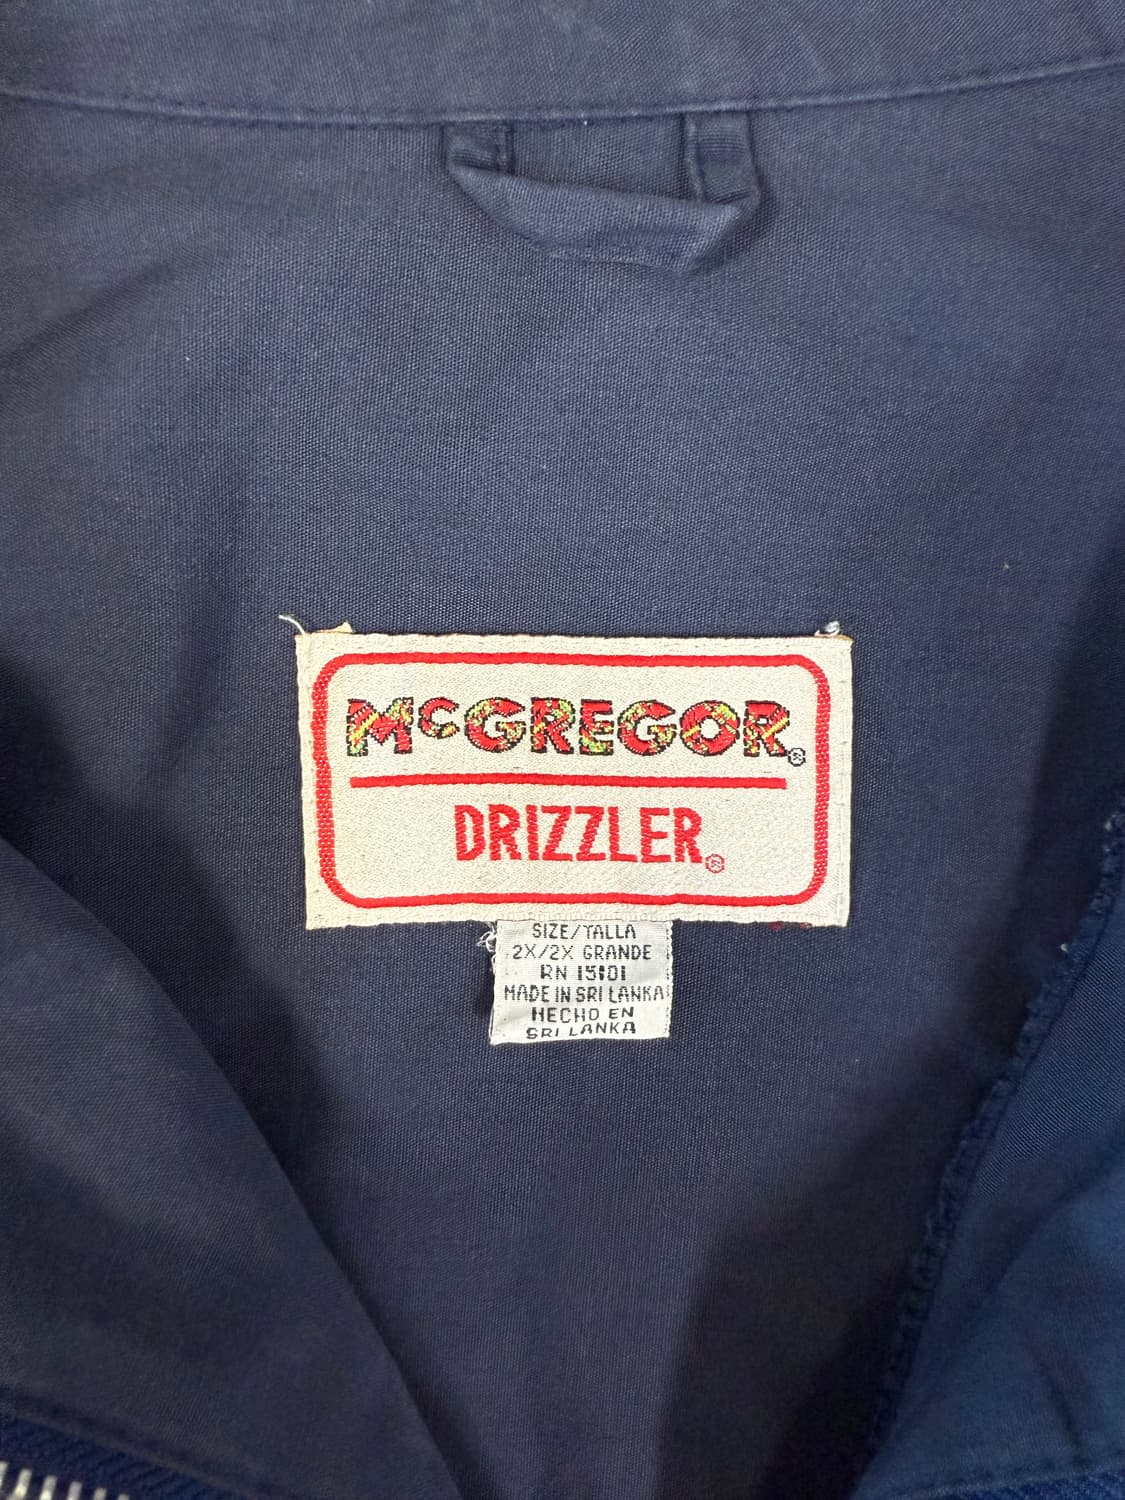 McGREGOR®
DRIZZLER®
SIZE/TALLA
2X/2X GRANDE
RN 15101
MADE IN SRI LANKA
HECHO EN
SRI LANKA